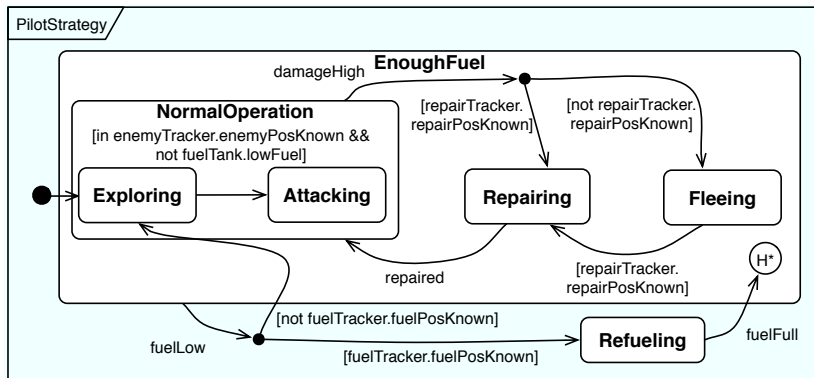 PilotStrategy
EnoughFuel
damageHigh
NormalOperation
[in enemyTracker.enemyPosKnown &&
not fuelTank.lowFuel]
[repairTracker.
repairPosKnown]
[not repairTracker.
repairPosKnown]
Exploring
Attacking
Repairing
Fleeing
repaired
[repairTracker.
repairPosKnown]
H*
fuelLow
[not fuelTracker.fuelPosKnown]
[fuelTracker.fuelPosKnown]
Refueling
fuelFull